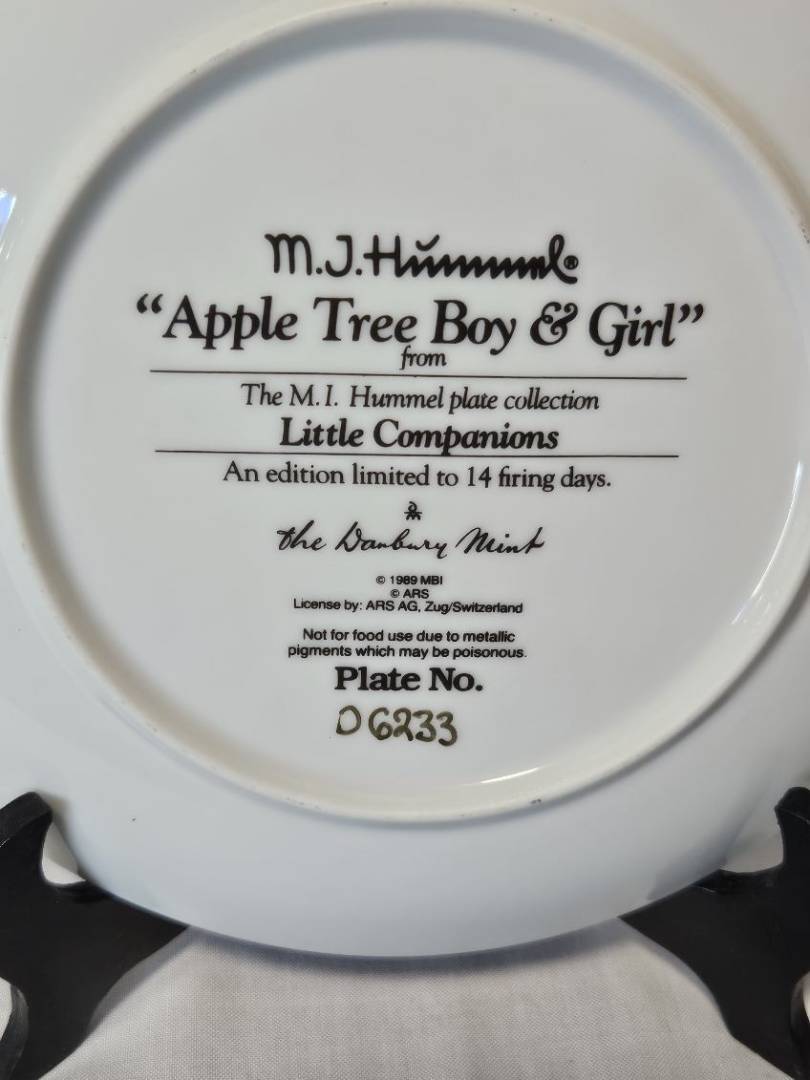 M.J.Hümmel®
“Apple Tree Boy & Girl”
from
The M.I. Hummel plate collection
Little Companions
An edition limited to 14 firing days.
the Danbury Mint
© 1989 MBI
© ARS
License by: ARS AG, Zug/Switzerland
Not for food use due to metallic
pigments which may be poisonous.
Plate No.
D6233